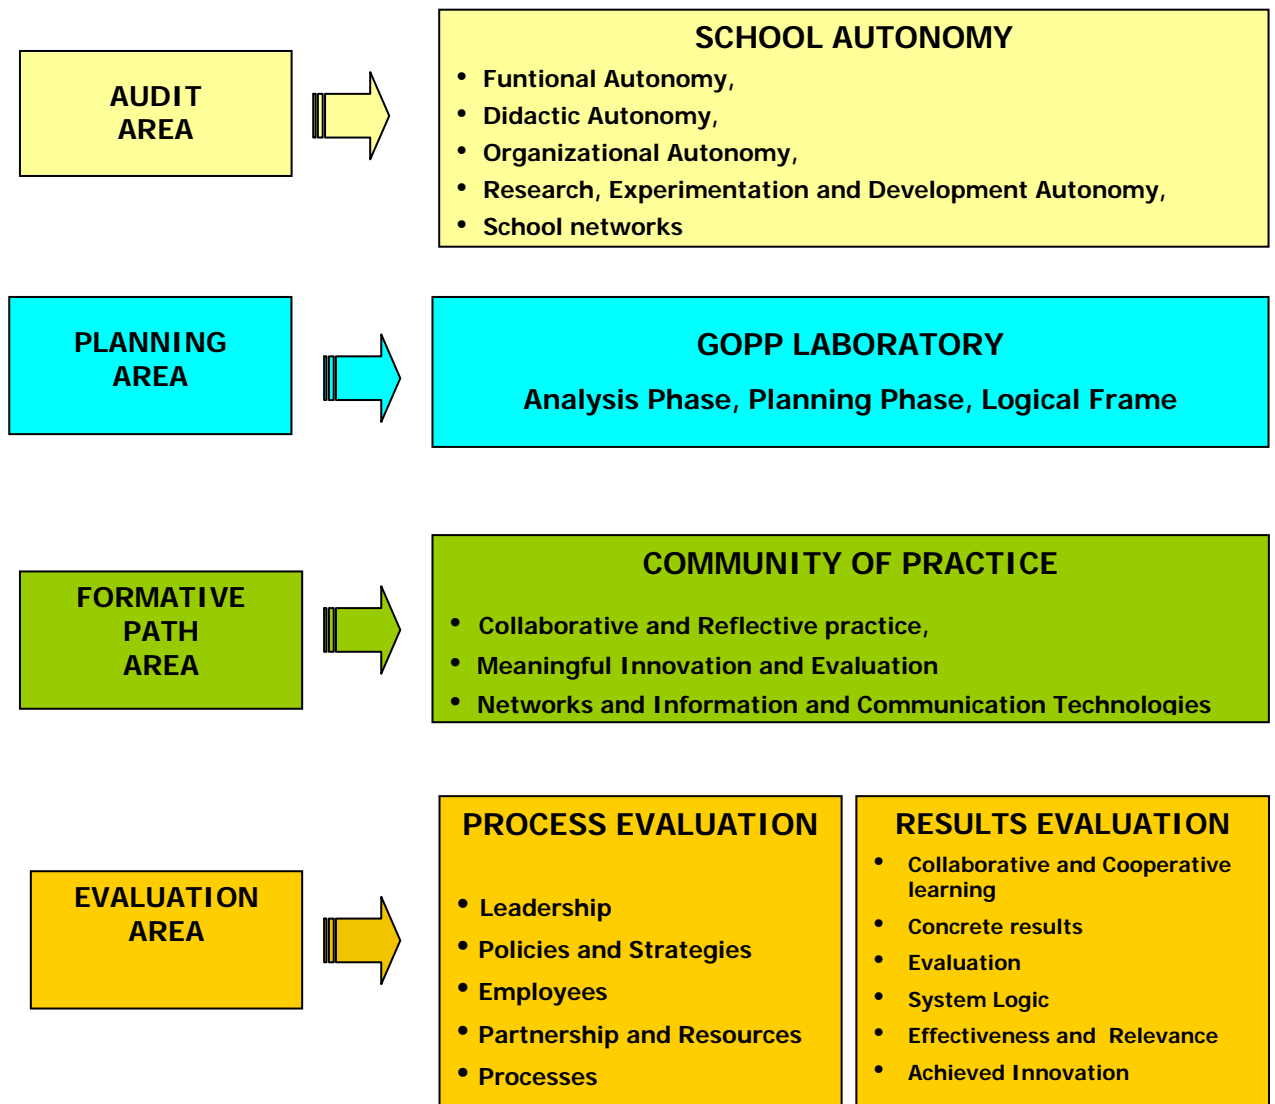 AUDIT
AREA
SCHOOL AUTONOMY
• Funtional Autonomy,
• Didactic Autonomy,
• Organizational Autonomy,
• Research, Experimentation and Development Autonomy,
• School networks
PLANNING
AREA
GOPP LABORATORY
Analysis Phase, Planning Phase, Logical Frame
FORMATIVE
PATH
AREA
COMMUNITY OF PRACTICE
• Collaborative and Reflective practice,
• Meaningful Innovation and Evaluation
• Networks and Information and Communication Technologies
EVALUATION
AREA
PROCESS EVALUATION
• Leadership
• Policies and Strategies
• Employees
• Partnership and Resources
• Processes
RESULTS EVALUATION
• Collaborative and Cooperative
learning
• Concrete results
• Evaluation
• System Logic
• Effectiveness and Relevance
• Achieved Innovation